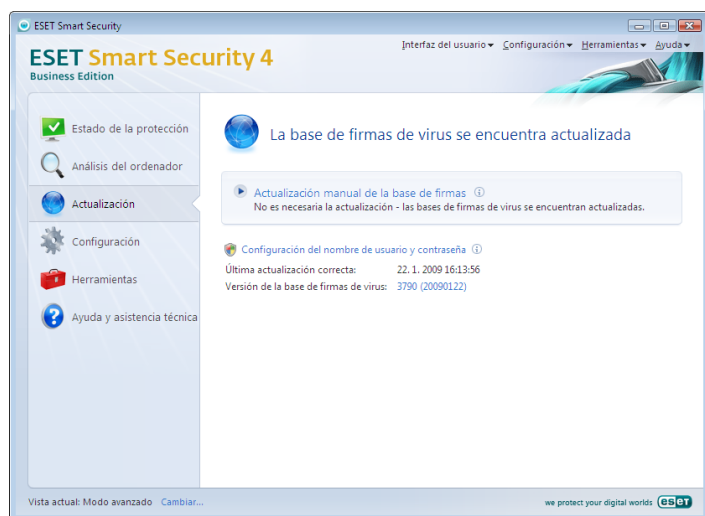 ESET Smart Security
ESET Smart Security 4
Business Edition
Interfaz del usuario Configuración Herramientas Ayuda
Estado de la protección
Análisis del ordenador
Actualización
Configuración
Herramientas
Ayuda y asistencia técnica
La base de firmas de virus se encuentra actualizada
Actualización manual de la base de firmas
No es necesaria la actualización - las bases de firmas de virus se encuentran actualizadas.
Configuración del nombre de usuario y contraseña
Última actualización correcta: 22. 1. 2009 16:13:56
Versión de la base de firmas de virus: 3790 (20090122)
Vista actual: Modo avanzado Cambiar...
we protect your digital worlds eseT